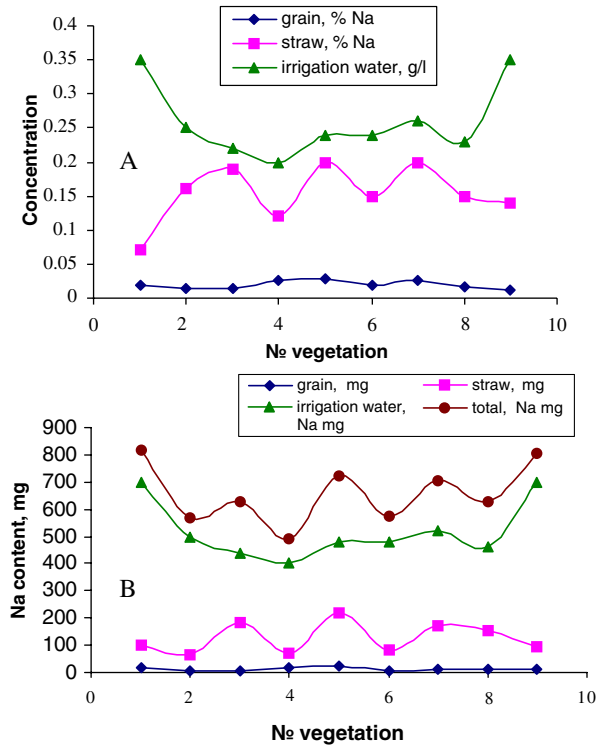 grain, % Na
straw, % Na
irrigation water, g/l
0.4
0.35
0.3
0.25
0.2
0.15
0.1
0.05
0
Concentration
A
0 2 4 6 8 10
№ vegetation
grain, mg straw, mg
irrigation water, total, Na mg
Na mg
900
800
700
600
500
400
300
200
100
0
Na content, mg
B
0 2 4 6 8 10
№ vegetation